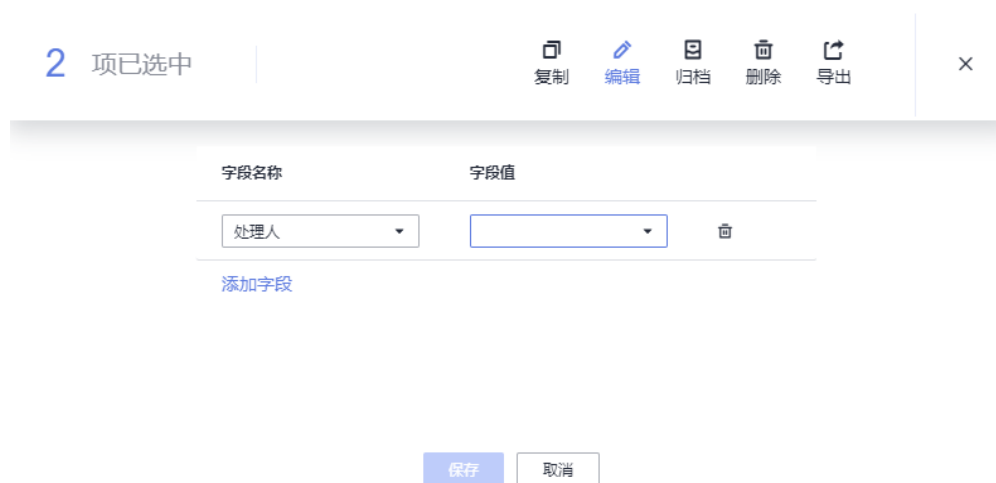 2 项已选中
复制 编辑 归档 删除 导出
字段名称 字段值
处理人
添加字段
保存 取消